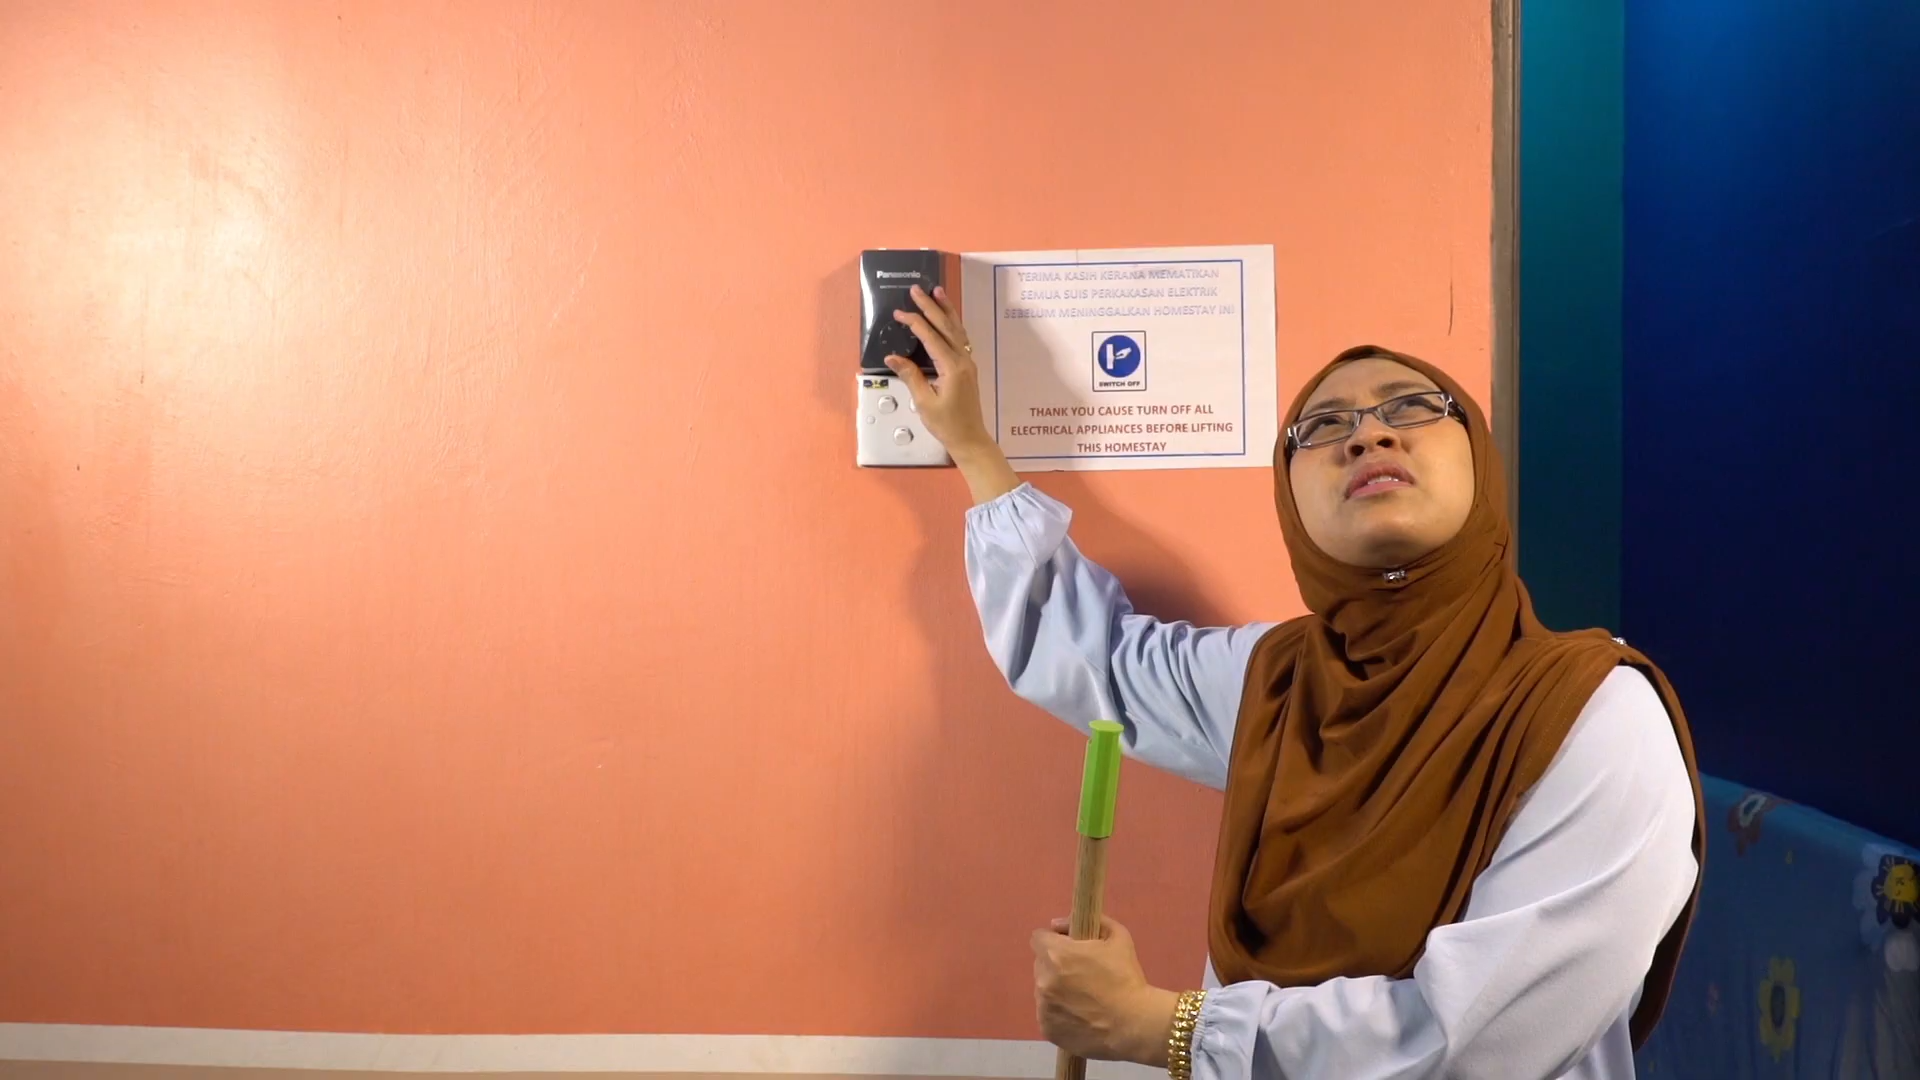 Panasonic
TERIMA KASIH KERANA MEMATIKAN
SEMUA SUIS PERKAKASAN ELEKTRIK
SEBELUM MENINGGALKAN HOMESTAY INI
SWITCH OFF
THANK YOU CAUSE TURN OFF ALL
ELECTRICAL APPLIANCES BEFORE LIFTING
THIS HOMESTAY